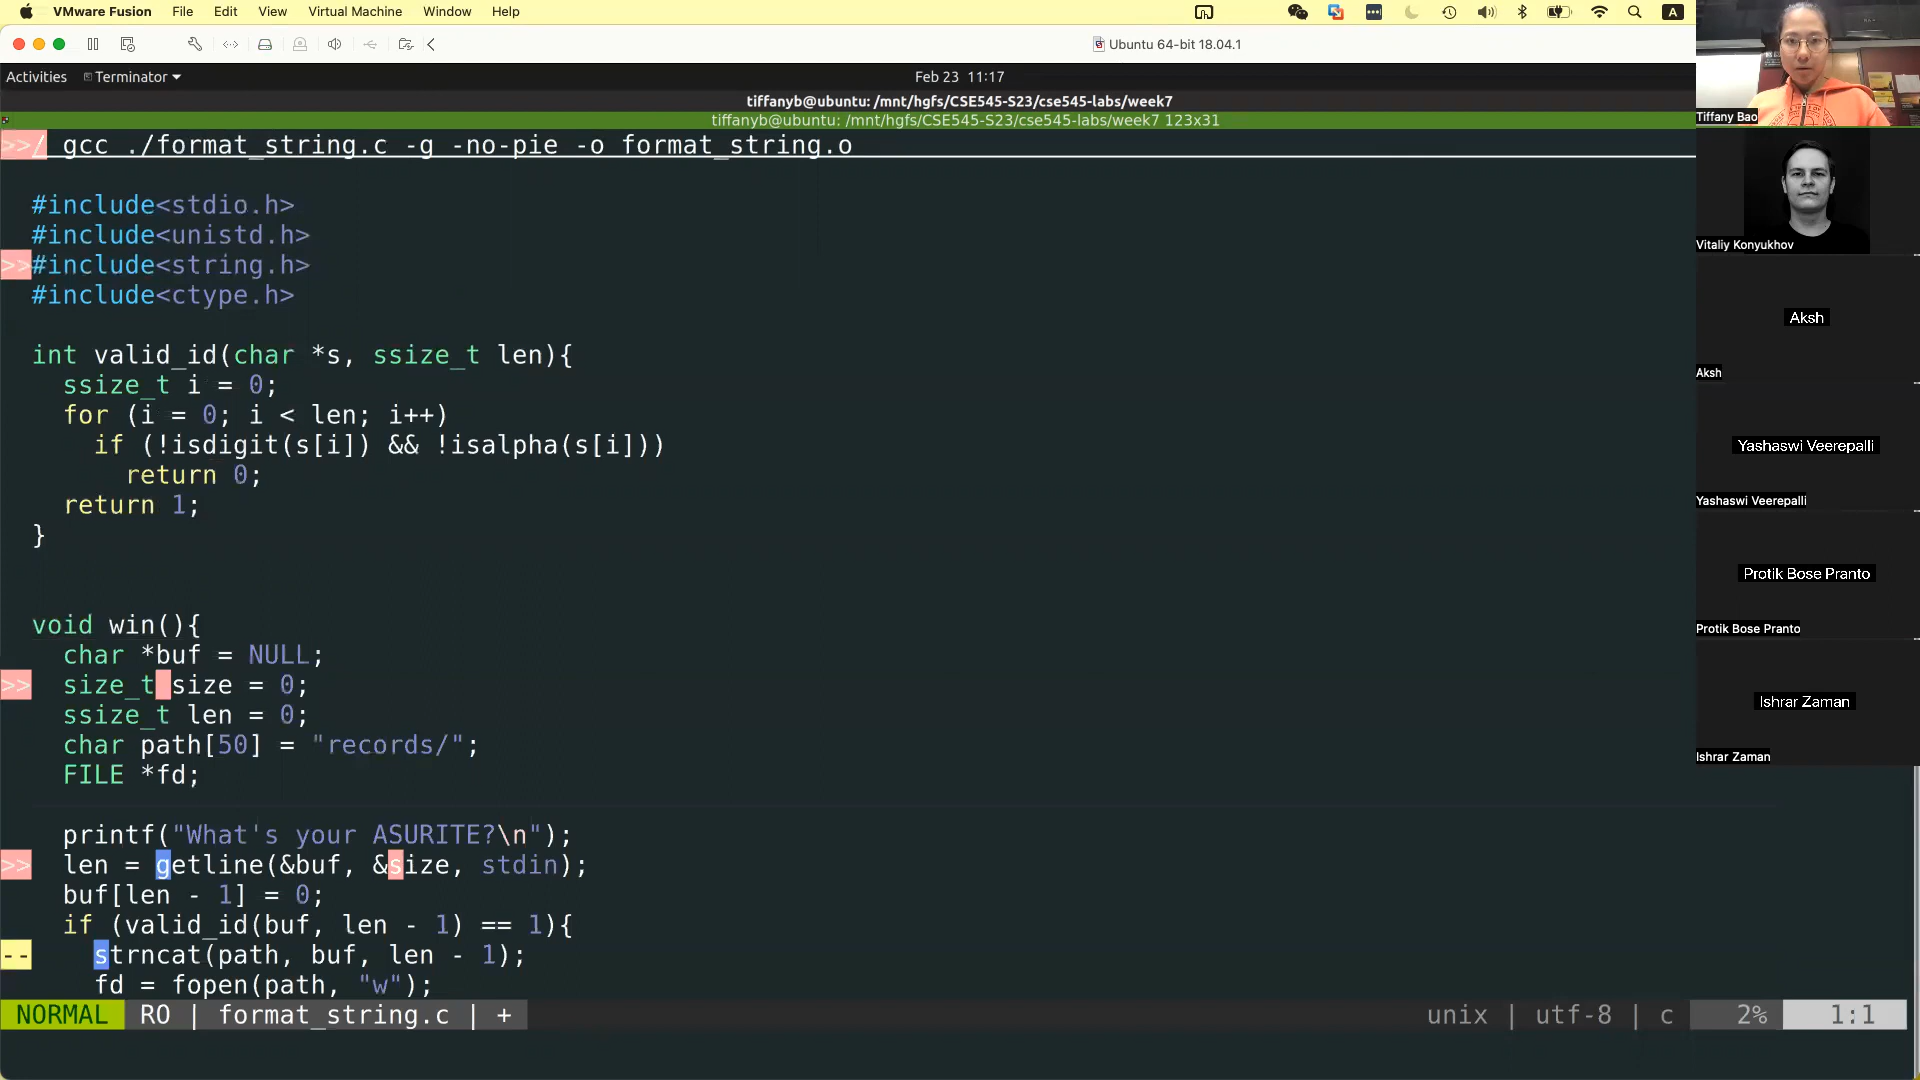 VMware Fusion File Edit View Virtual Machine Window Help A
Ubuntu 64-bit 18.04.1
Activities Terminator Feb 23 11:17
tiffanyb@ubuntu: /mnt/hgfs/CSE545-S23/cse545-labs/week7
tiffanyb@ubuntu: /mnt/hgfs/CSE545-S23/cse545-labs/week7 123x31
>>/ gcc ./format_string.c -g -no-pie -o format_string.o
#include<stdio.h>
#include<unistd.h>
>>#include<string.h>
#include<ctype.h>
int valid_id(char *s, ssize_t len){
ssize_t i = 0;
for (i = 0; i < len; i++)
if (!isdigit(s[i]) && !isalpha(s[i]))
return 0;
return 1;
}
void win(){
char *buf = NULL;
>> size_t size = 0;
ssize_t len = 0;
char path[50] = "records/";
FILE *fd;
printf("What's your ASURITE?\n");
>> len = getline(&buf, &size, stdin);
buf[len - 1] = 0;
if (valid_id(buf, len - 1) == 1){
-- strncat(path, buf, len - 1);
fd = fopen(path, "w");
NORMAL RO | format_string.c | + unix | utf-8 | c 2% 1:1
Tiffany Bao
Vitaliy Konyukhov
Aksh
Aksh
Yashaswi Veerepalli
Yashaswi Veerepalli
Protik Bose Pranto
Protik Bose Pranto
Ishrar Zaman
Ishrar Zaman